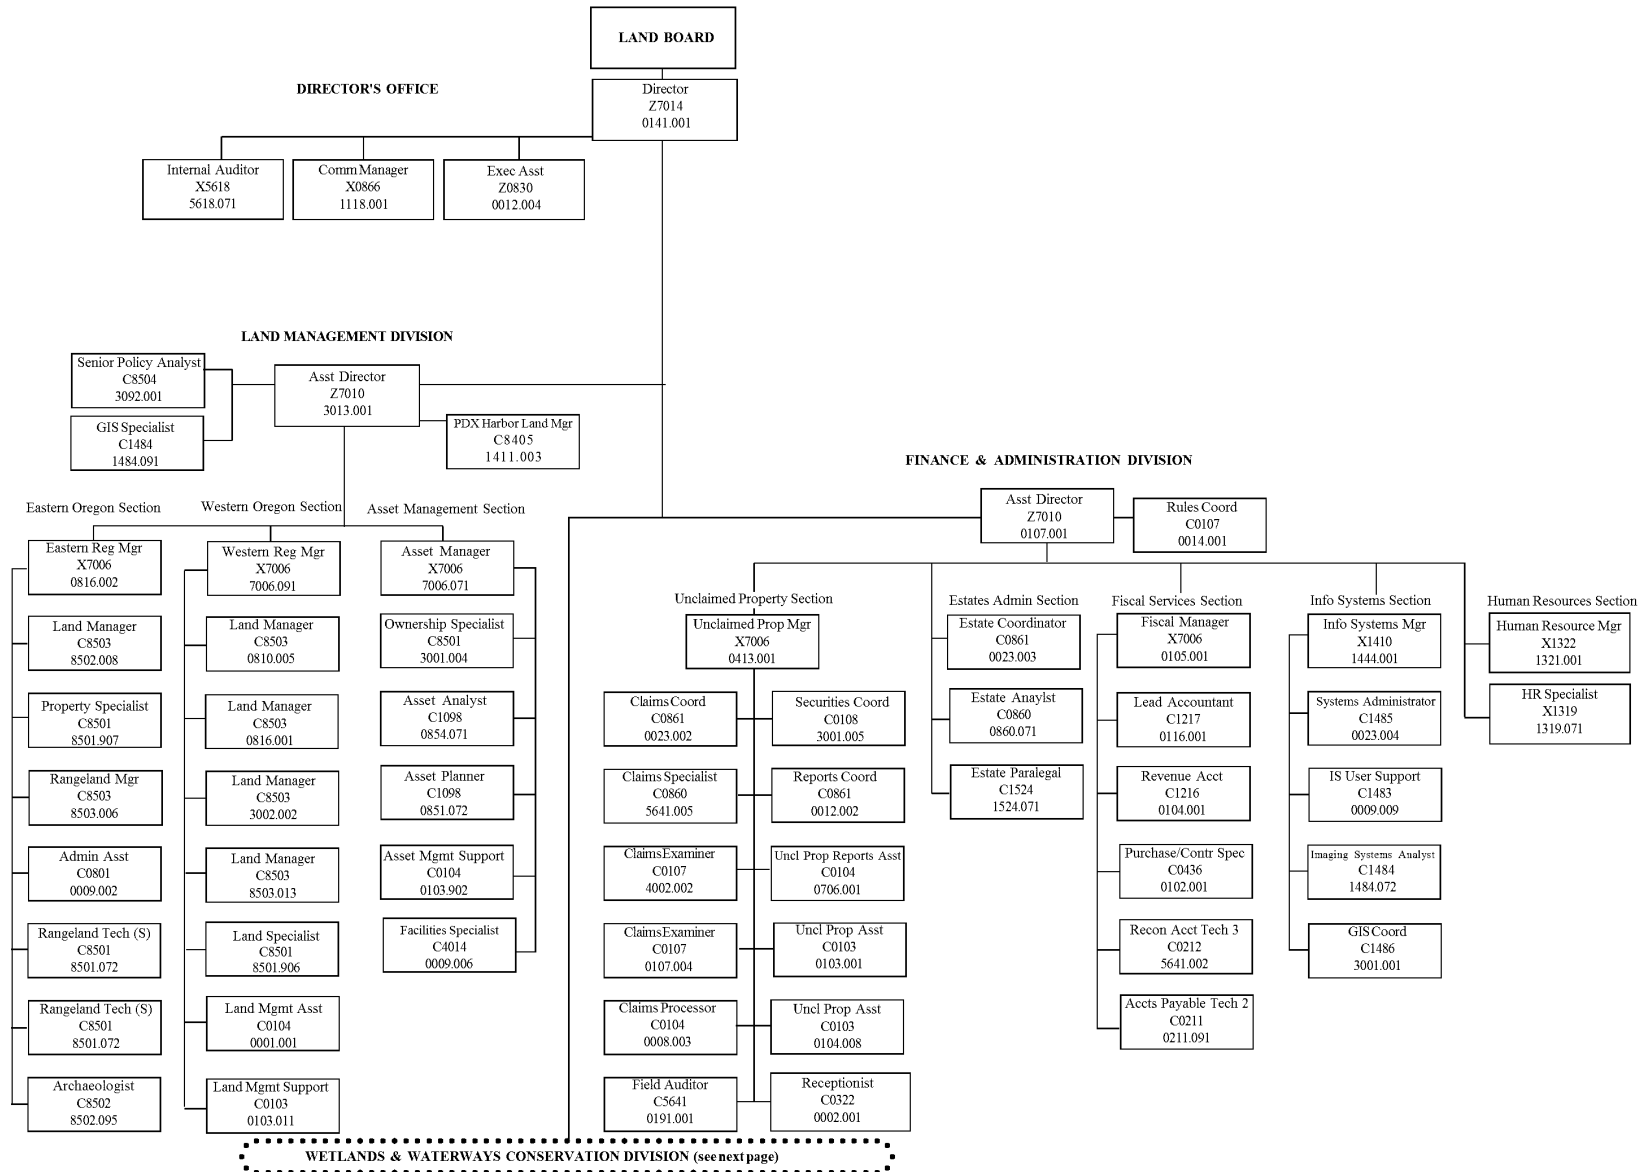 LAND BOARD
DIRECTOR'S OFFICE
Director
Z7014
0141.001
Internal Auditor
X5618
5618.071
Comm Manager
X0866
1118.001
Exec Asst
Z0830
0012.004
LAND MANAGEMENT DIVISION
Senior Policy Analyst
C8504
3092.001
Asst Director
Z7010
3013.001
GIS Specialist
C1484
1484.091
PDX Harbor Land Mgr
C8405
1411.003
Eastern Oregon Section
Eastern Reg Mgr
X7006
0816.002
Land Manager
C8503
8502.008
Property Specialist
C8501
8501.907
Rangeland Mgr
C8503
8503.006
Admin Asst
C0801
0009.002
Rangeland Tech (S)
C8501
8501.072
Rangeland Tech (S)
C8501
8501.072
Archaeologist
C8502
8502.095
Western Oregon Section
Western Reg Mgr
X7006
7006.091
Land Manager
C8503
0810.005
Land Manager
C8503
0816.001
Land Manager
C8503
3002.002
Land Manager
C8503
8503.013
Land Specialist
C8501
8501.906
Land Mgmt Asst
C0104
0001.001
Land Mgmt Support
C0103
0103.011
Asset Management Section
Asset Manager
X7006
7006.071
Ownership Specialist
C8501
3001.004
Asset Analyst
C1098
0854.071
Asset Planner
C1098
0851.072
Asset Mgmt Support
C0104
0103.902
Facilities Specialist
C4014
0009.006
FINANCE & ADMINISTRATION DIVISION
Asst Director
Z7010
0107.001
Rules Coord
C0107
0014.001
Unclaimed Property Section
Unclaimed Prop Mgr
X7006
0413.001
Claims Coord
C0861
0023.002
Securities Coord
C0108
3001.005
Claims Specialist
C0860
5641.005
Reports Coord
C0861
0012.002
Claims Examiner
C0107
4002.002
Uncl Prop Reports Asst
C0104
0706.001
Claims Examiner
C0107
0107.004
Uncl Prop Asst
C0103
0103.001
Claims Processor
C0104
0008.003
Uncl Prop Asst
C0103
0104.008
Field Auditor
C5641
0191.001
Receptionist
C0322
0002.001
Estates Admin Section
Estate Coordinator
C0861
0023.003
Estate Anaylst
C0860
0860.071
Estate Paralegal
C1524
1524.071
Fiscal Services Section
Fiscal Manager
X7006
0105.001
Lead Accountant
C1217
0116.001
Revenue Acct
C1216
0104.001
Purchase/Contr Spec
C0436
0102.001
Recon Acct Tech 3
C0212
5641.002
Accts Payable Tech 2
C0211
0211.091
Info Systems Section
Info Systems Mgr
X1410
1444.001
Systems Administrator
C1485
0023.004
IS User Support
C1483
0009.009
Imaging Systems Analyst
C1484
1484.072
GIS Coord
C1486
3001.001
Human Resources Section
Human Resource Mgr
X1322
1321.001
HR Specialist
X1319
1319.071
WETLANDS & WATERWAYS CONSERVATION DIVISION (see next page)